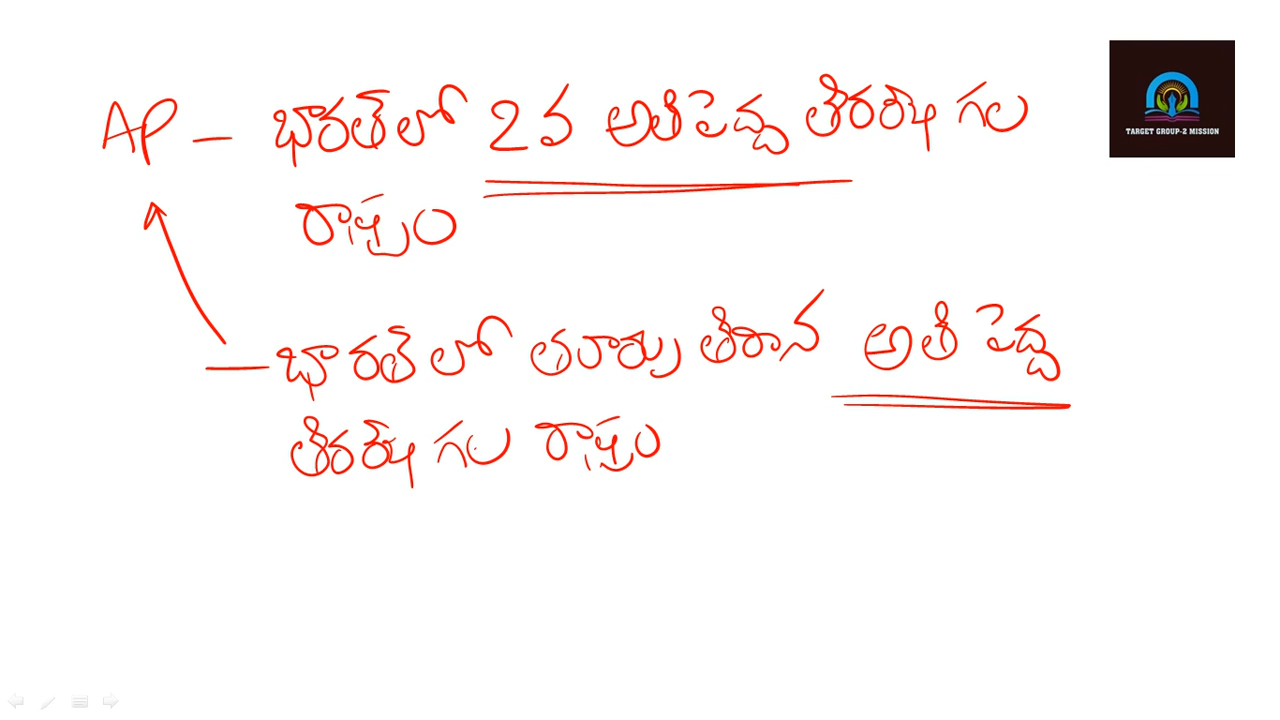 AP – భారత్ లో 2వ అతిపెద్ద తీరరేఖ గల
రాష్ట్రం
– భారత్ లో తూర్పు తీరాన అతి పెద్ద
తీరరేఖ గల రాష్ట్రం
TARGET GROUP-2 MISSION